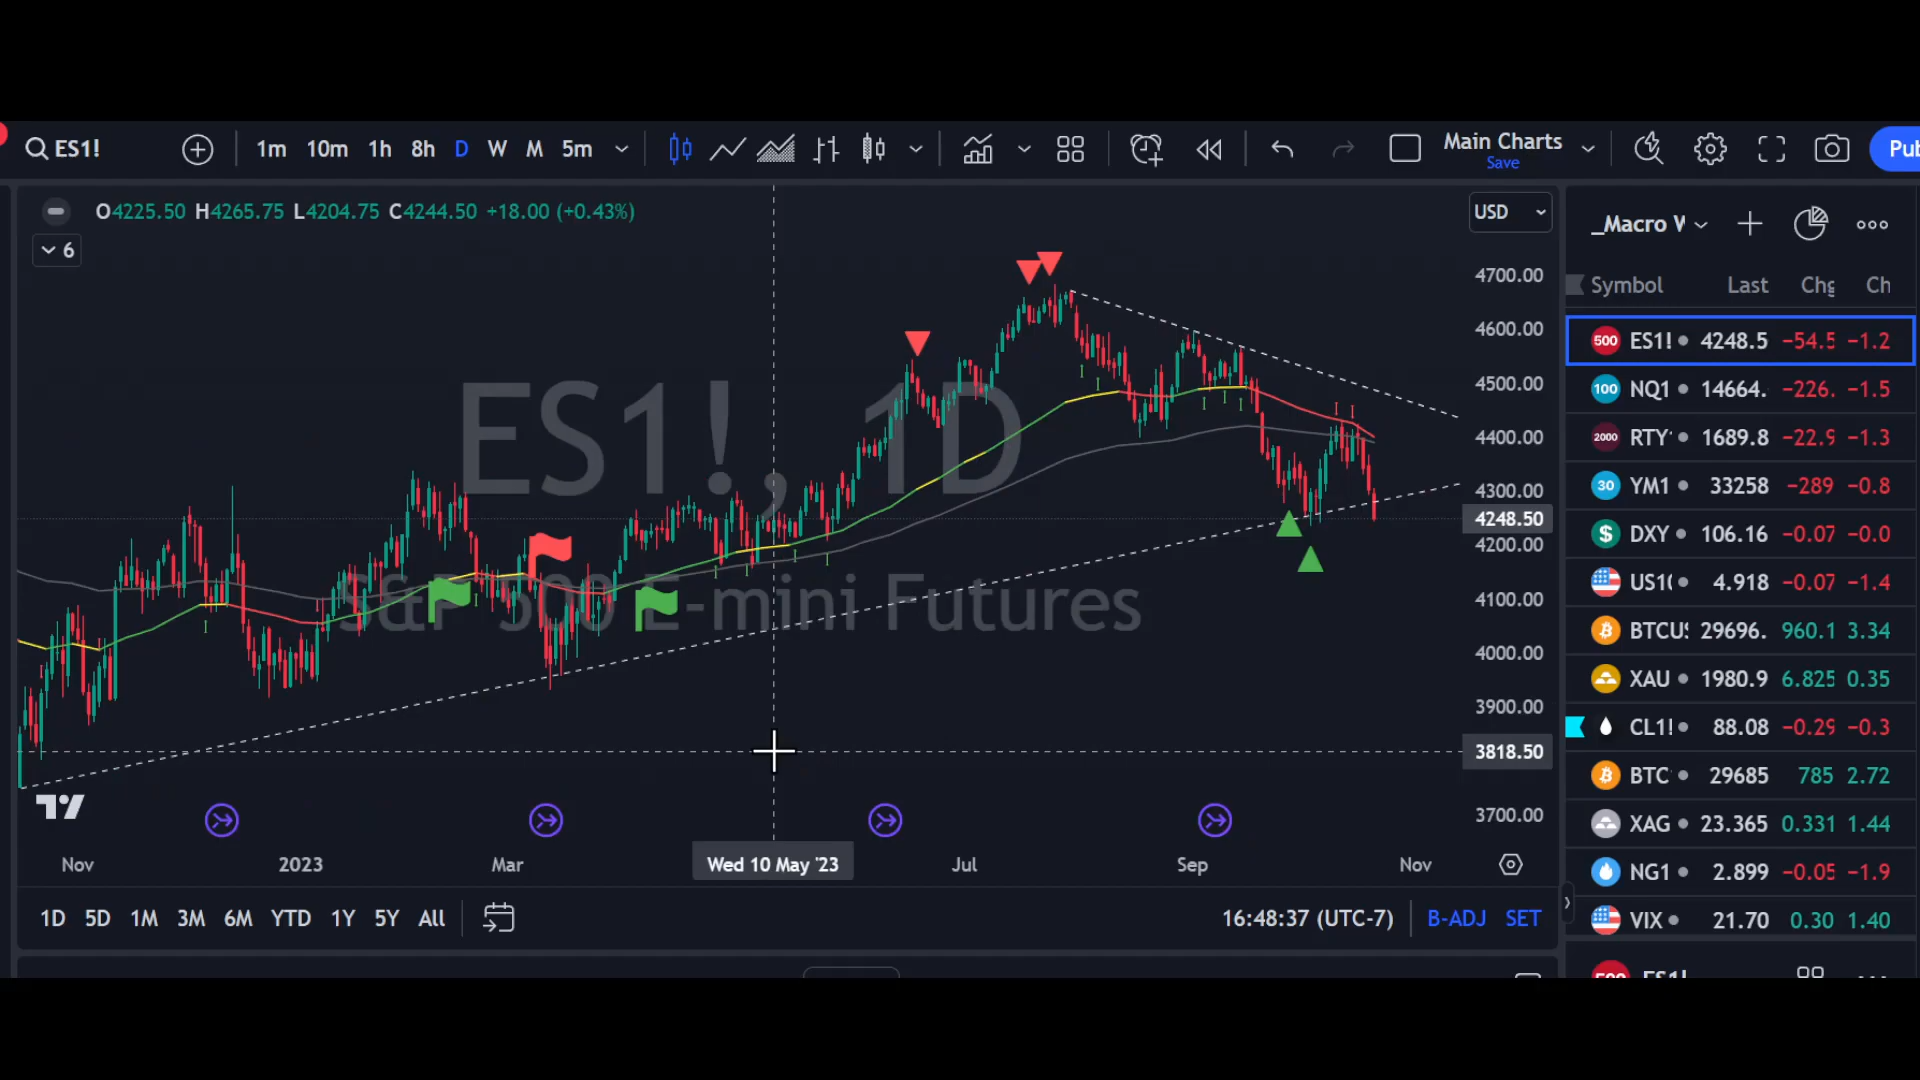 ES1!
1m 10m 1h 8h D W M 5m
Main Charts
Save
Pub
O4225.50 H4265.75 L4204.75 C4244.50 +18.00 (+0.43%)
6
USD
ES1!, 1D
S&P 500 E-mini Futures
4700.00
4600.00
4500.00
4400.00
4300.00
4248.50
4200.00
4100.00
4000.00
3900.00
3818.50
3700.00
Nov 2023 Mar Wed 10 May '23 Jul Sep Nov
1D 5D 1M 3M 6M YTD 1Y 5Y All
16:48:37 (UTC-7) B-ADJ SET
_Macro W
Symbol Last Chg Ch
500 ES1! 4248.5 −54.5 −1.2
100 NQ1 14664. −226. −1.5
2000 RTY 1689.8 −22.9 −1.3
30 YM1 33258 −289 −0.8
$ DXY 106.16 −0.07 −0.0
US10 4.918 −0.07 −1.4
BTCUS 29696. 960.1 3.34
XAU 1980.9 6.825 0.35
CL1! 88.08 −0.29 −0.3
BTC 29685 785 2.72
XAG 23.365 0.331 1.44
NG1 2.899 −0.05 −1.9
VIX 21.70 0.30 1.40
500 ES1!